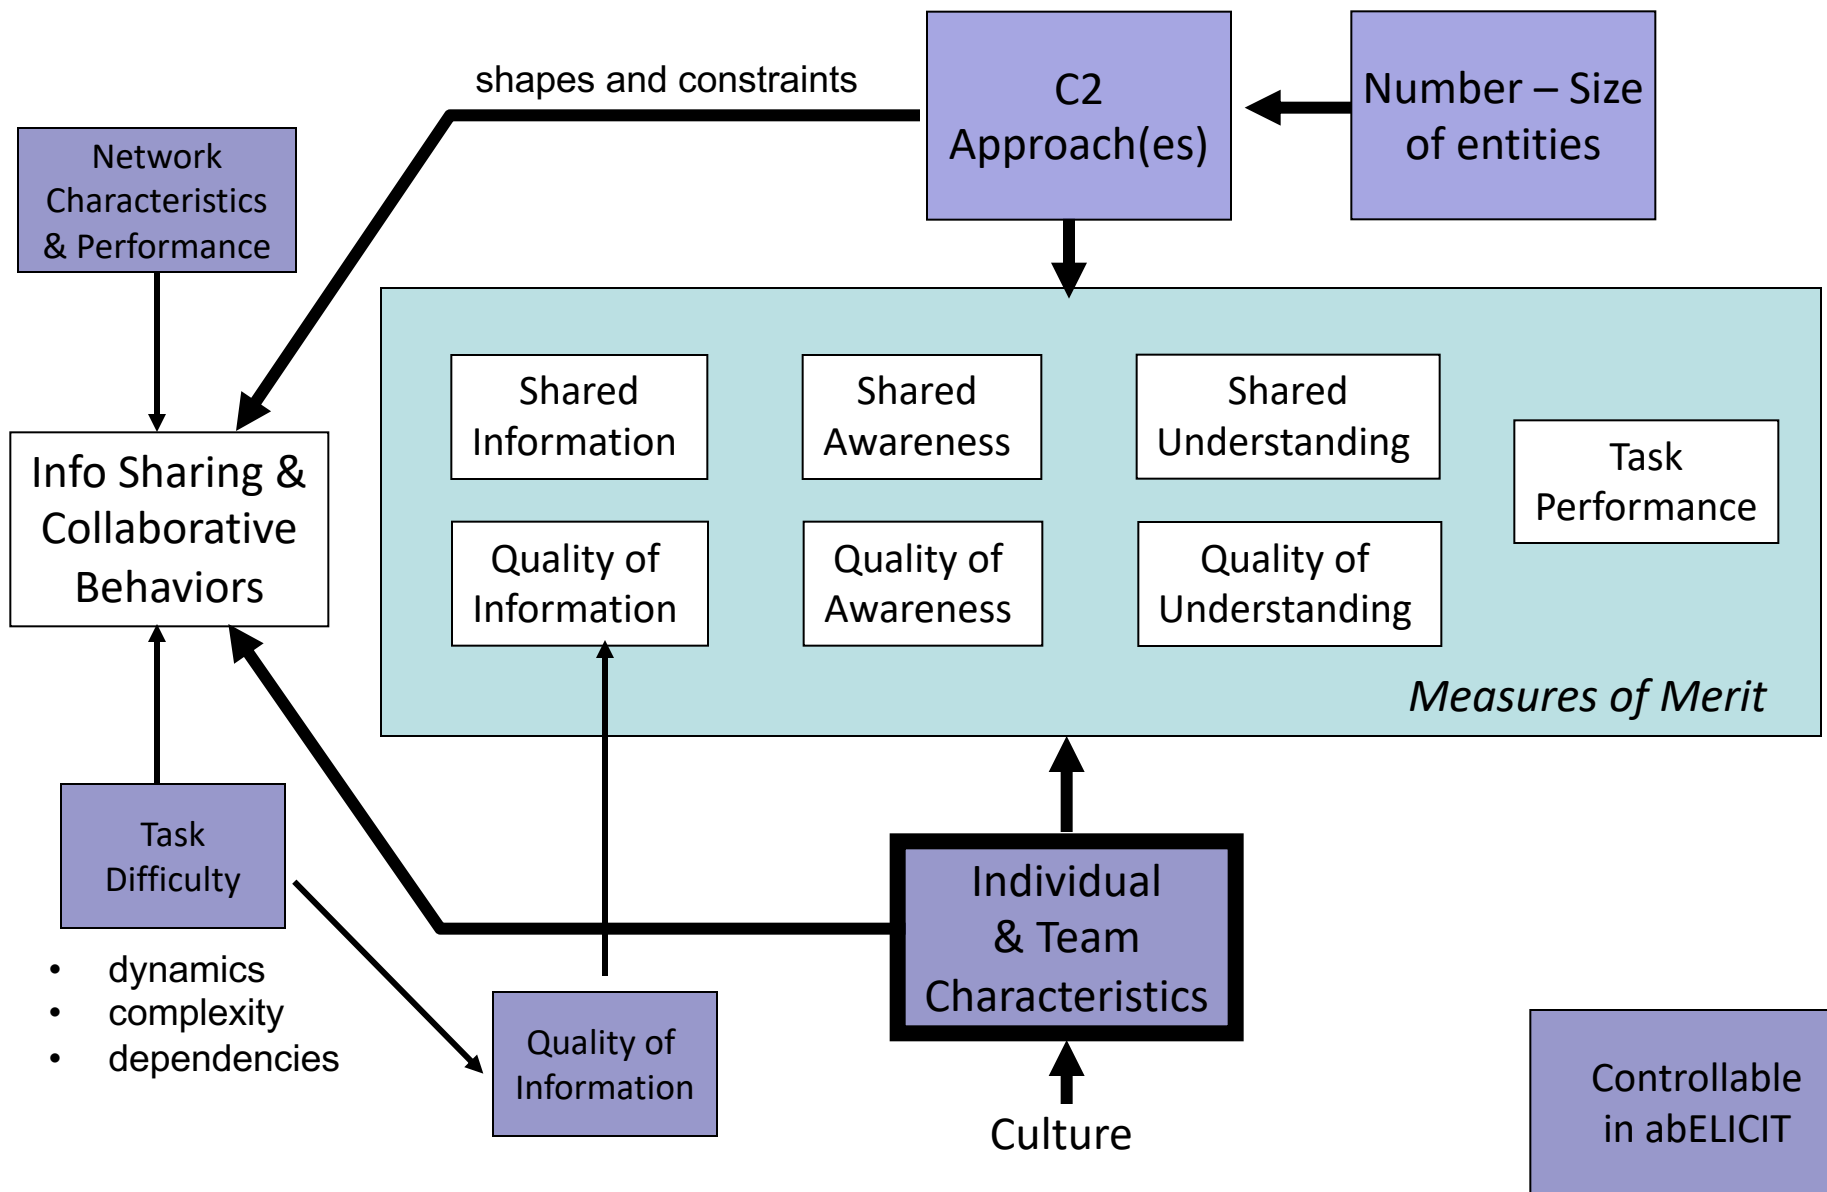 shapes and constraints
C2
Approach(es)
Number – Size
of entities
Network
Characteristics
& Performance
Shared
Information
Shared
Awareness
Shared
Understanding
Task
Performance
Info Sharing &
Collaborative
Behaviors
Quality of
Information
Quality of
Awareness
Quality of
Understanding
Measures of Merit
Task
Difficulty
• dynamics
• complexity
• dependencies
Individual
& Team
Characteristics
Quality of
Information
Culture
Controllable
in abELICIT